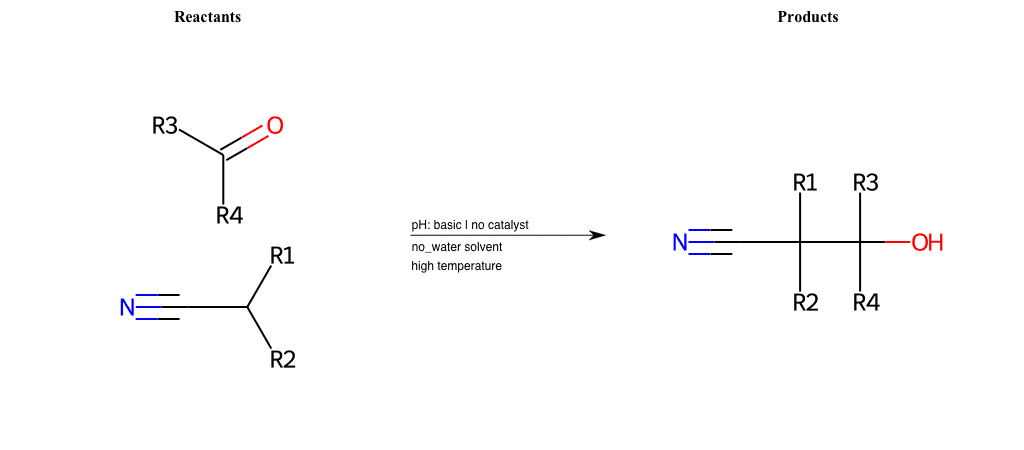 Reactants
Products
R3
O
R4
R1
N
R2
pH: basic | no catalyst
no_water solvent
high temperature
R1
R3
N
OH
R2
R4